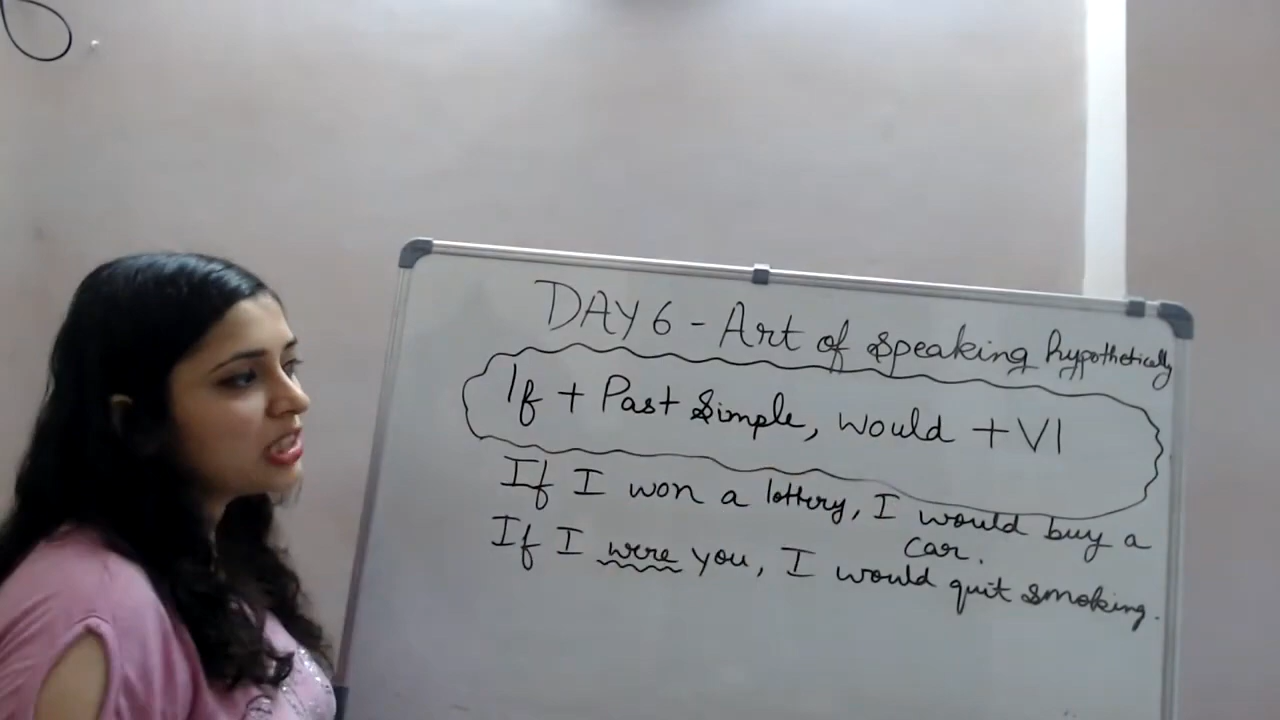 DAY 6 - Art of speaking hypothetically
If + Past Simple, would + V1
If I won a lottery, I would buy a
car.
If I were you, I would quit smoking.